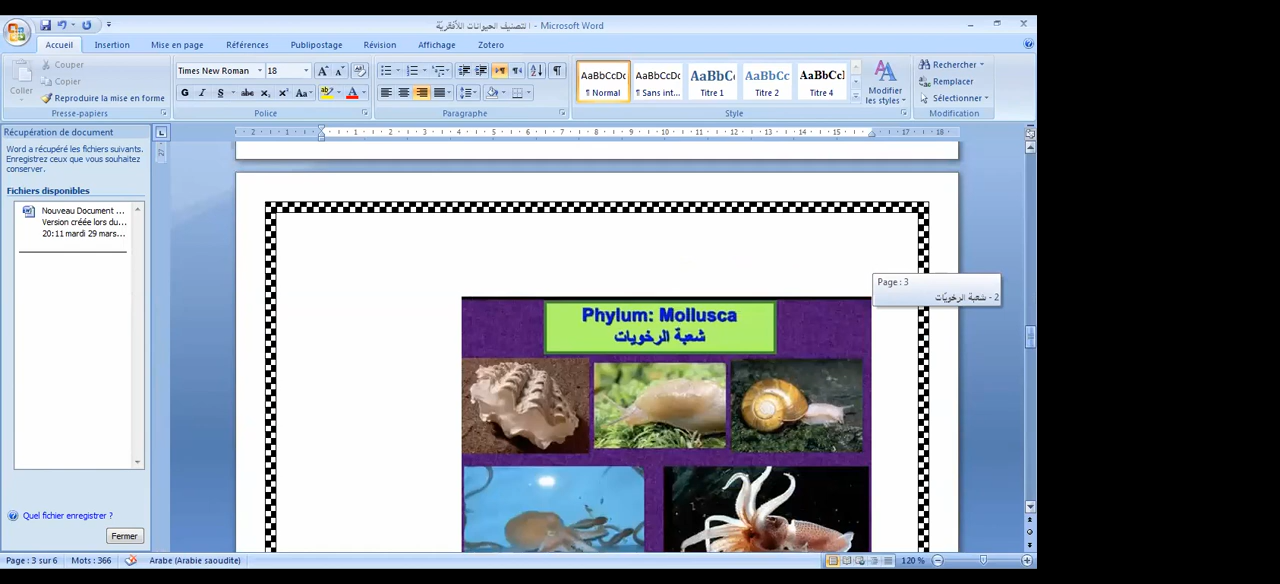 التصنيف الحيوانات اللافقريّة ا - Microsoft Word
Accueil
Insertion
Mise en page
Références
Publipostage
Révision
Affichage
Zotero
Coller
Couper
Copier
Reproduire la mise en forme
Presse-papiers
Times New Roman
18
Police
Paragraphe
AaBbCcDc
¶ Normal
AaBbCcDc
¶ Sans int...
AaBbC
Titre 1
AaBbCc
Titre 2
AaBbCcI
Titre 4
Style
Modifier les styles
Rechercher
Remplacer
Sélectionner
Modification
Récupération de document
Word a récupéré les fichiers suivants.
Enregistrez ceux que vous souhaitez
conserver.
Fichiers disponibles
Nouveau Document ...
Version créée lors du...
20:11 mardi 29 mars...
Quel fichier enregistrer ?
Fermer
Page : 3
2 - شعبة الرخويّات
Phylum: Mollusca
شعبة الرخويات
Page : 3 sur 6
Mots : 366
Arabe (Arabie saoudite)
120 %